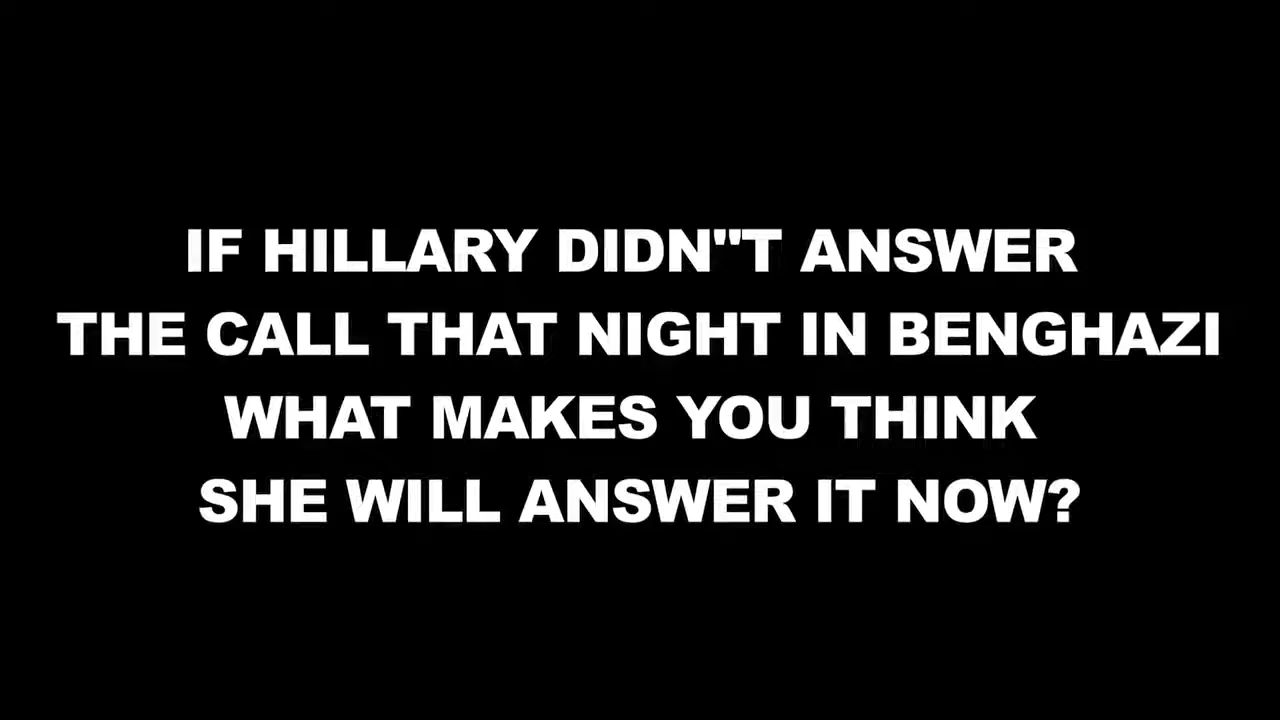 IF HILLARY DIDN"T ANSWER
THE CALL THAT NIGHT IN BENGHAZI
WHAT MAKES YOU THINK
SHE WILL ANSWER IT NOW?